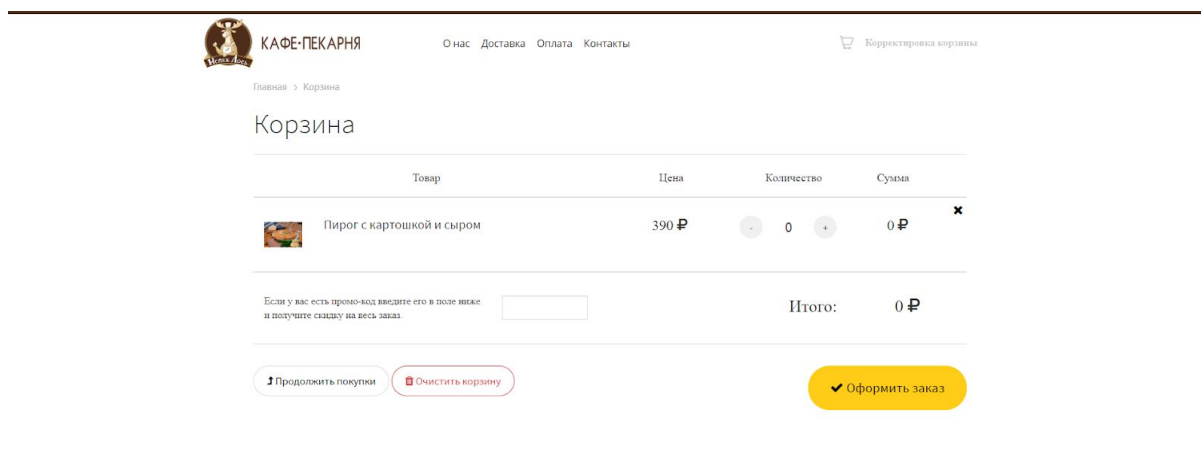 КАФЕ•ПЕКАРНЯ
Испек Лось
О нас Доставка Оплата Контакты
Корректировка корзины
Главная > Корзина
Корзина
Товар Цена Количество Сумма
Пирог с картошкой и сыром 390 ₽ - 0 + 0 ₽
Если у вас есть промо-код введите его в поле ниже
и получите скидку на весь заказ.
Итого: 0 ₽
Продолжить покупки Очистить корзину
Оформить заказ